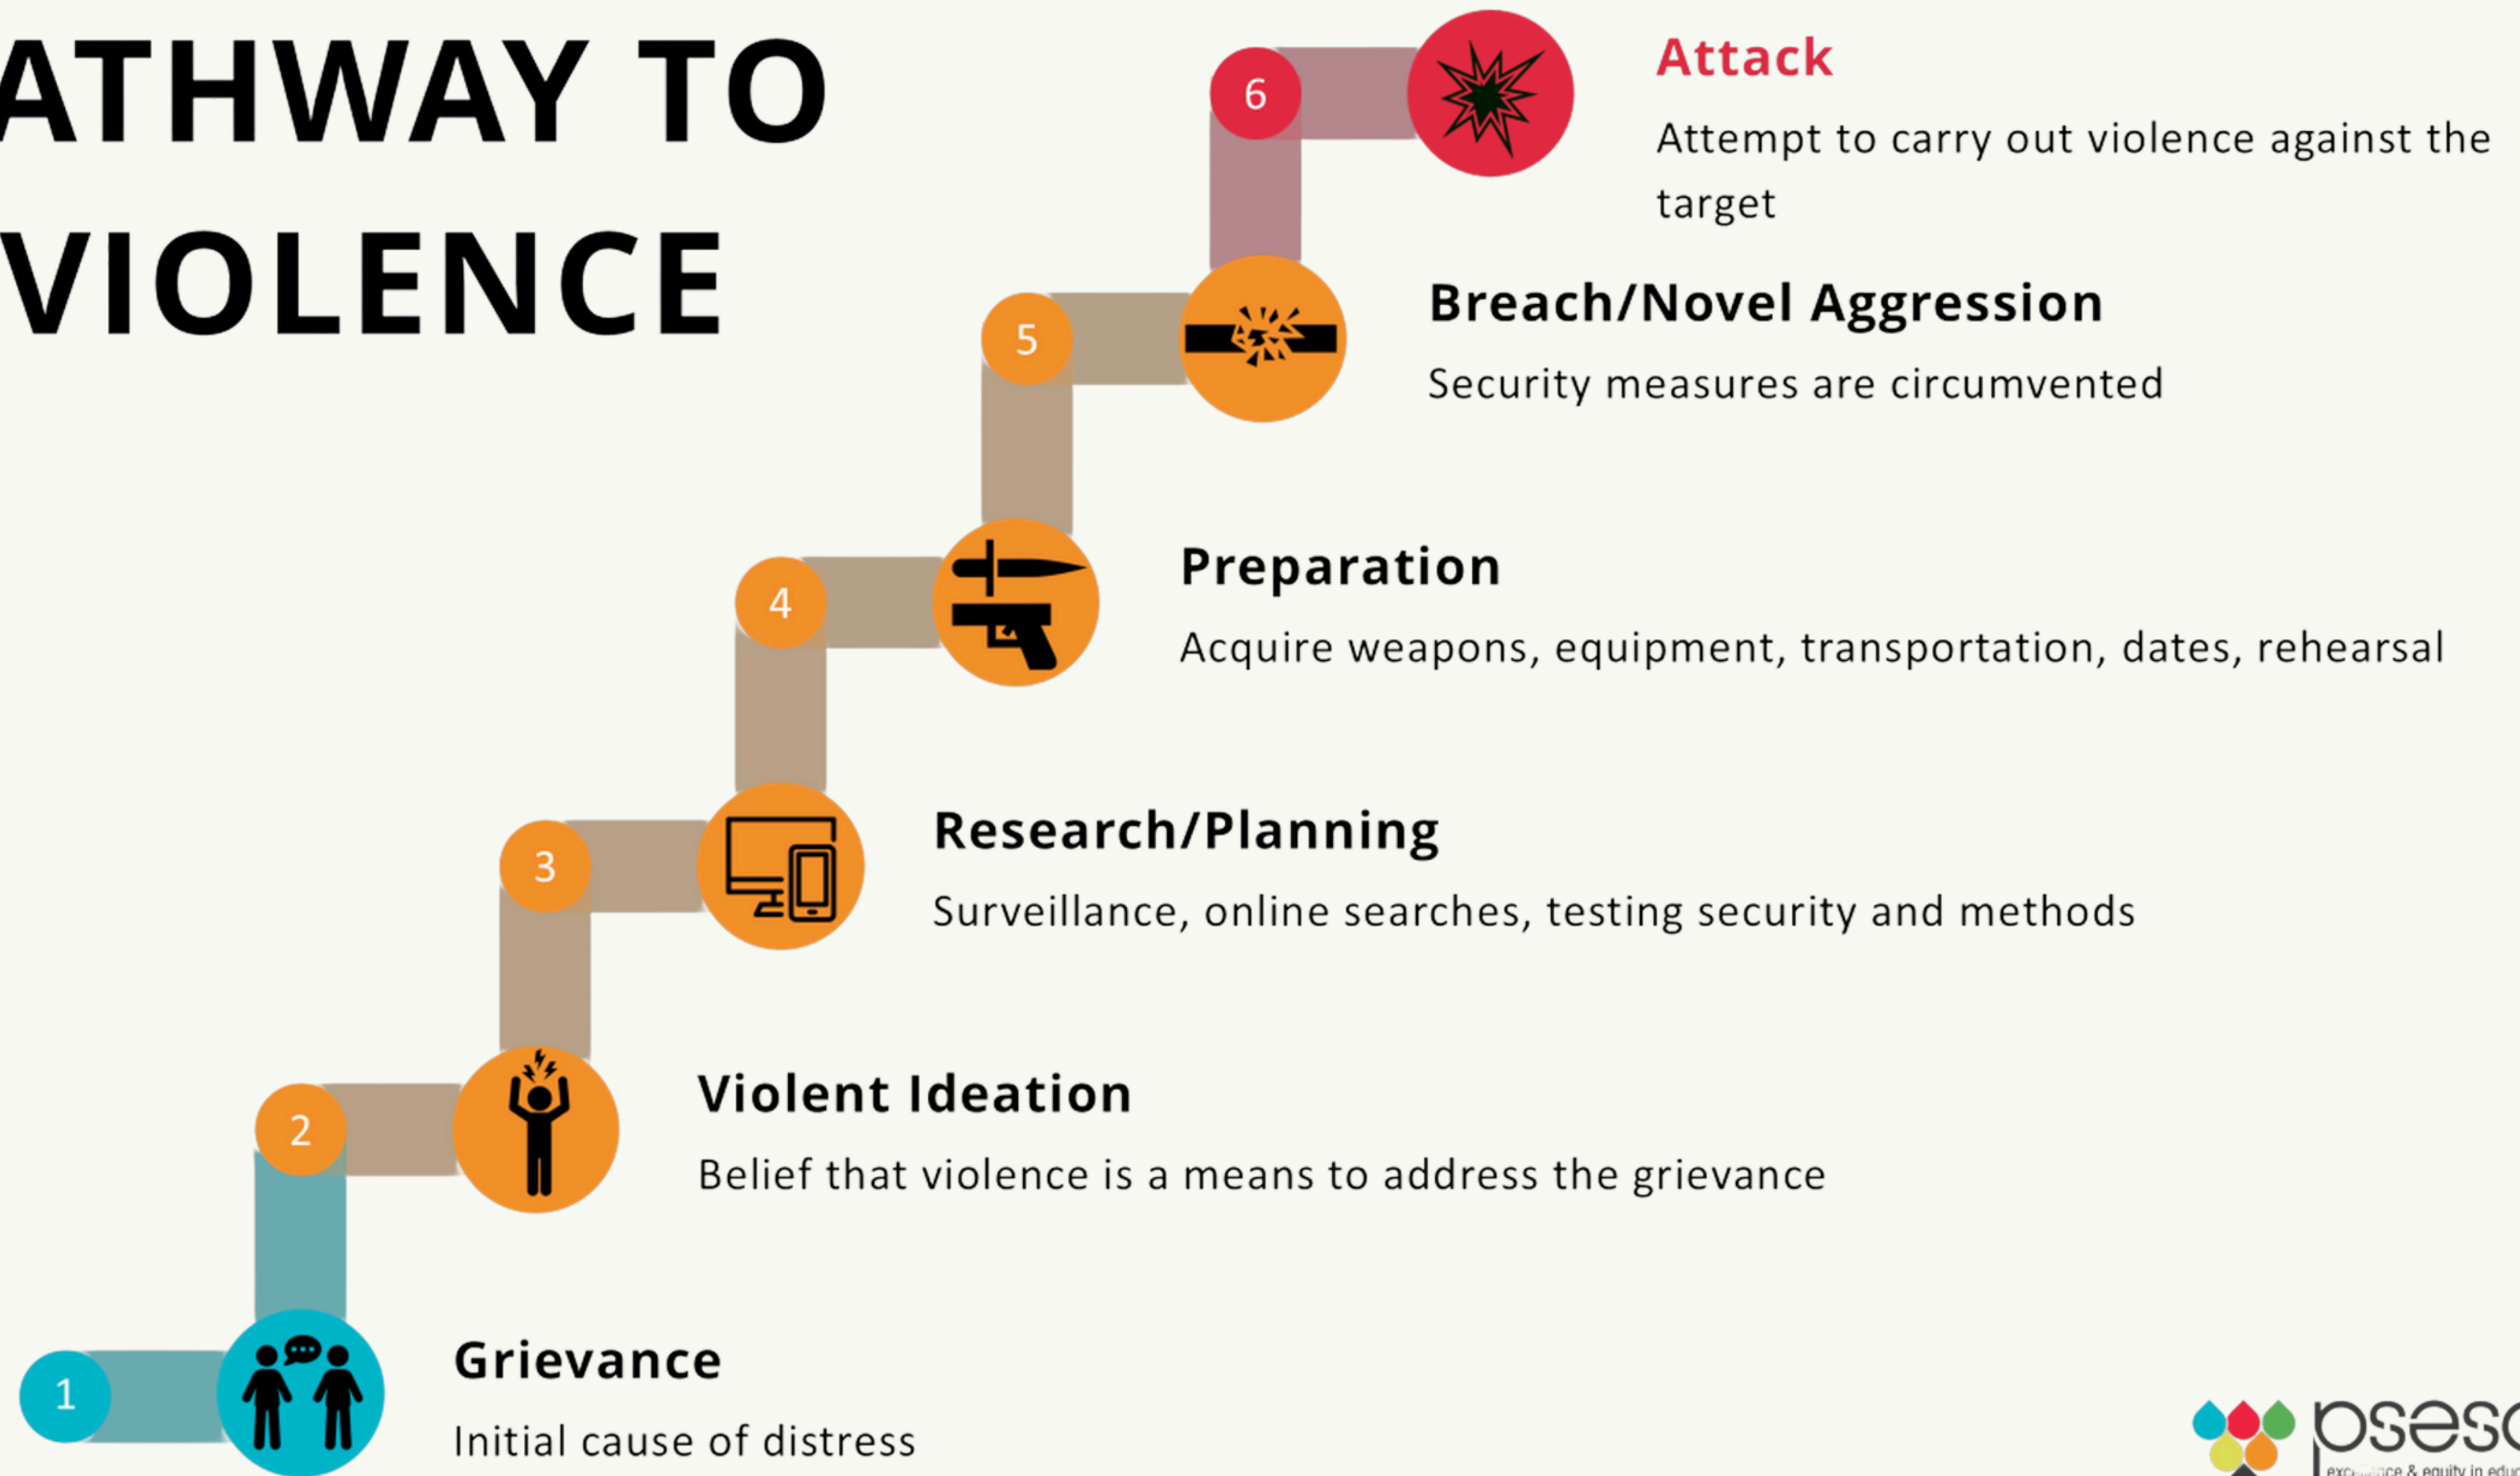 ATHWAY TO
VIOLENCE
6
Attack
Attempt to carry out violence against the
target
5
Breach/Novel Aggression
Security measures are circumvented
4
Preparation
Acquire weapons, equipment, transportation, dates, rehearsal
3
Research/Planning
Surveillance, online searches, testing security and methods
2
Violent Ideation
Belief that violence is a means to address the grievance
1
Grievance
Initial cause of distress
& equity in